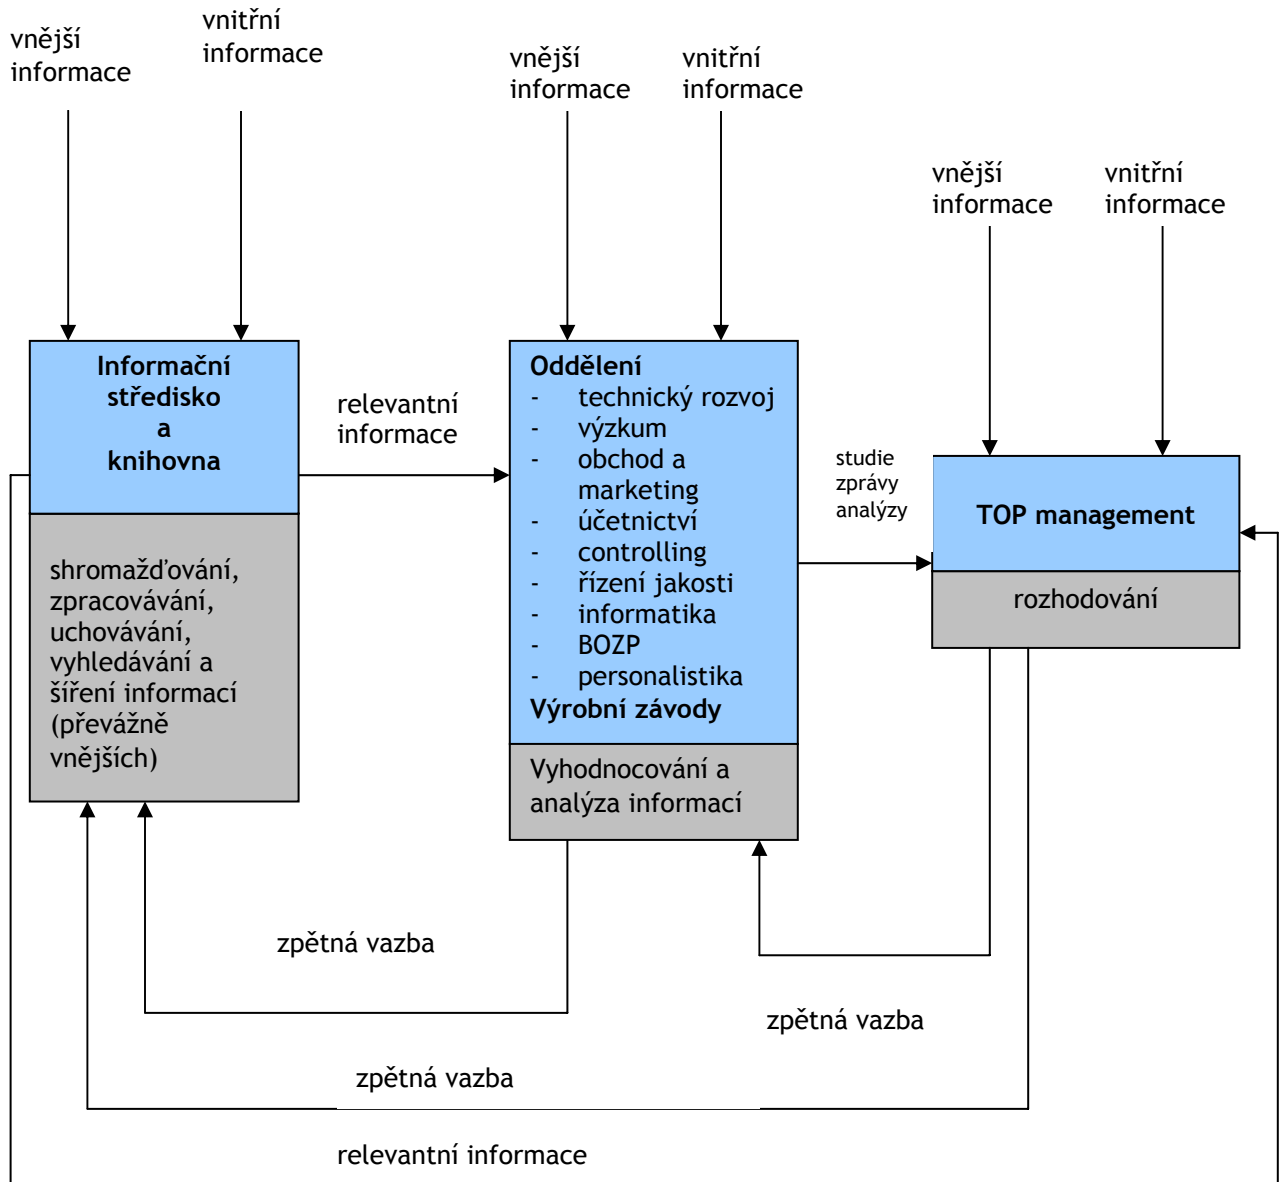 vnější
informace
vnitřní
informace
vnější
informace
vnitřní
informace
vnější
informace
vnitřní
informace
Informační
středisko
a
knihovna
shromažďování,
zpracovávání,
uchovávání,
vyhledávání a
šíření informací
(převážně
vnějších)
relevantní
informace
Oddělení
- technický rozvoj
- výzkum
- obchod a
marketing
- účetnictví
- controlling
- řízení jakosti
- informatika
- BOZP
- personalistika
Výrobní závody
Vyhodnocování a
analýza informací
studie
zprávy
analýzy
TOP management
rozhodování
zpětná vazba
zpětná vazba
zpětná vazba
relevantní informace